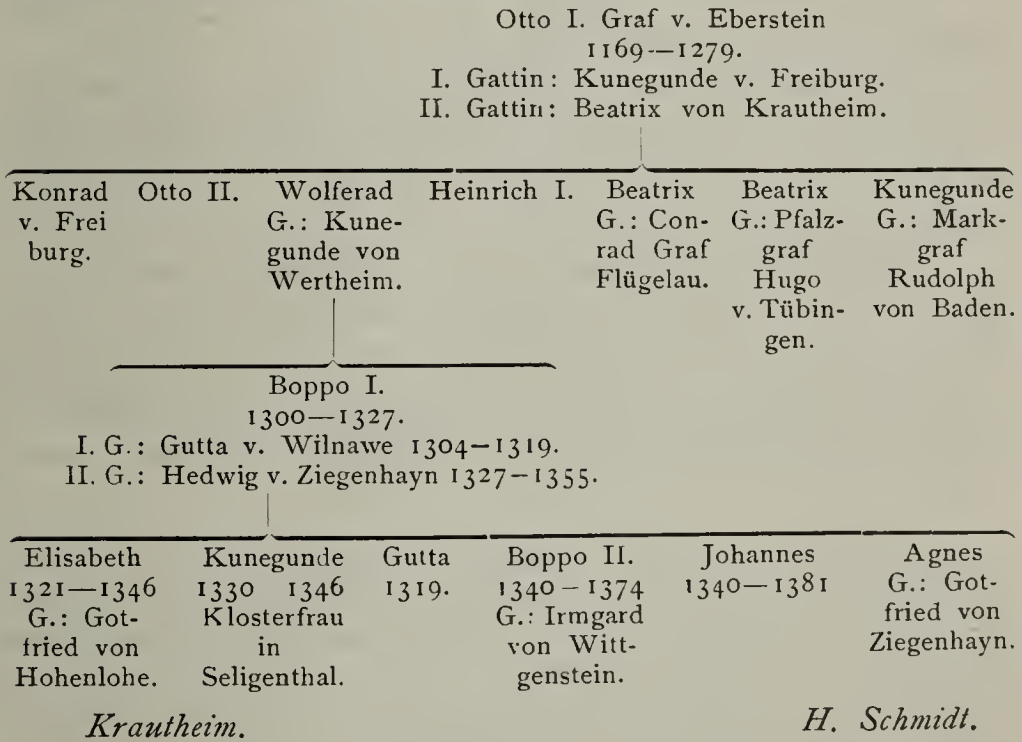 Otto I. Graf v. Eberstein
1169—1279.
I. Gattin: Kunegunde v. Freiburg.
II. Gattin: Beatrix von Krautheim.
Konrad Otto II. Wolferad Heinrich I. Beatrix Beatrix Kunegunde
v. Frei G.: Kune- G.: Con- G.: Pfalz- G.: Mark-
burg. gunde von rad Graf graf graf
Wertheim. Flügelau. Hugo Rudolph
v. Tübin- von Baden.
gen.
Boppo I.
1300—1327.
I. G.: Gutta v. Wilnawe 1304—1319.
II. G.: Hedwig v. Ziegenhayn 1327—1355.
Elisabeth Kunegunde Gutta Boppo II. Johannes Agnes
1321—1346 1330 1346 1319. 1340—1374 1340—1381 G.: Got-
G.: Got- Klosterfrau G.: Irmgard fried von
fried von in von Witt- Ziegenhayn.
Hohenlohe. Seligenthal. genstein.
Krautheim. H. Schmidt.